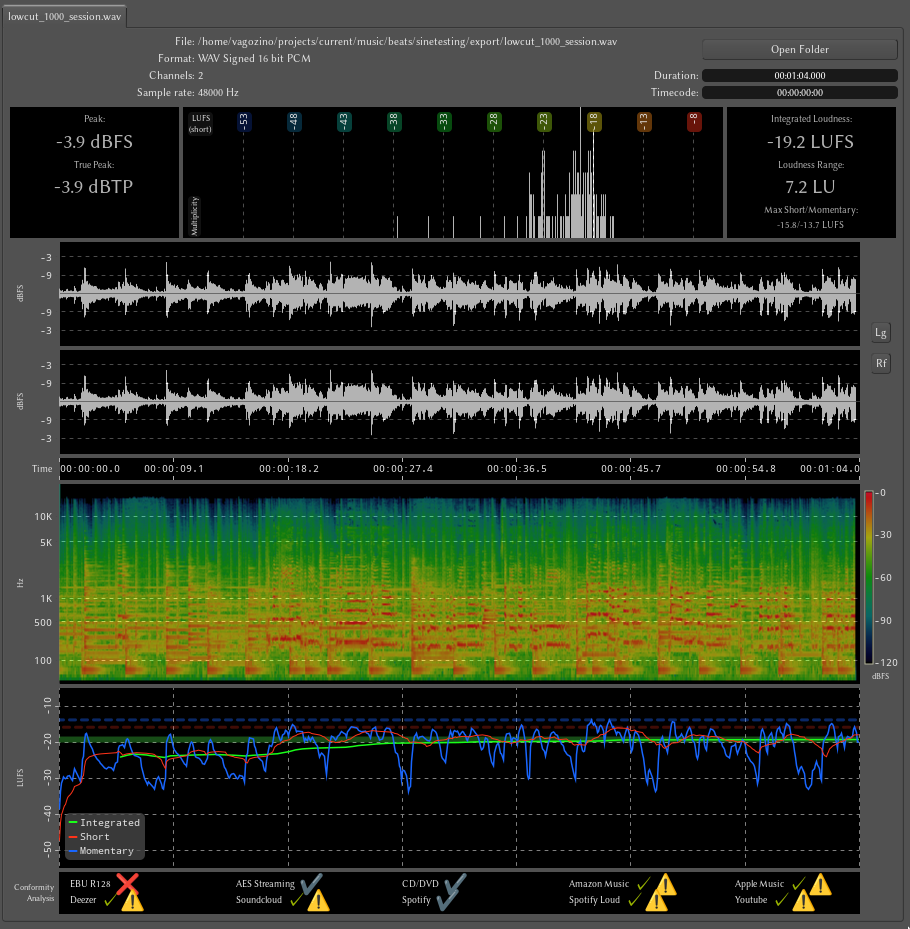 lowcut_1000_session.wav
File: /home/vagozino/projects/current/music/beats/sinetesting/export/lowcut_1000_session.wav
Format: WAV Signed 16 bit PCM
Open Folder
Channels: 2
Duration: 00:01:04.000
Sample rate: 48000 Hz
Timecode: 00:00:00:00
Peak:
-3.9 dBFS
True Peak:
-3.9 dBTP
LUFS
(short)
-53 -48 -43 -38 -33 -28 -23 -18 -13 -8
Multiplicity
Integrated Loudness:
-19.2 LUFS
Loudness Range:
7.2 LU
Max Short/Momentary:
-15.8/-13.7 LUFS
-3
-9
dBFS
-9
-3
Lg
-3
-9
dBFS
-9
-3
Rf
Time 00:00:00.0 00:00:09.1 00:00:18.2 00:00:27.4 00:00:36.5 00:00:45.7 00:00:54.8 00:01:04.0
10K
5K
Hz
1K
500
100
-0
-30
-60
-90
-120
dBFS
-10
-20
-30
-40
-50
LUFS
Integrated
Short
Momentary
Conformity
Analysis
EBU R128 AES Streaming CD/DVD Amazon Music Apple Music
Deezer Soundcloud Spotify Spotify Loud Youtube